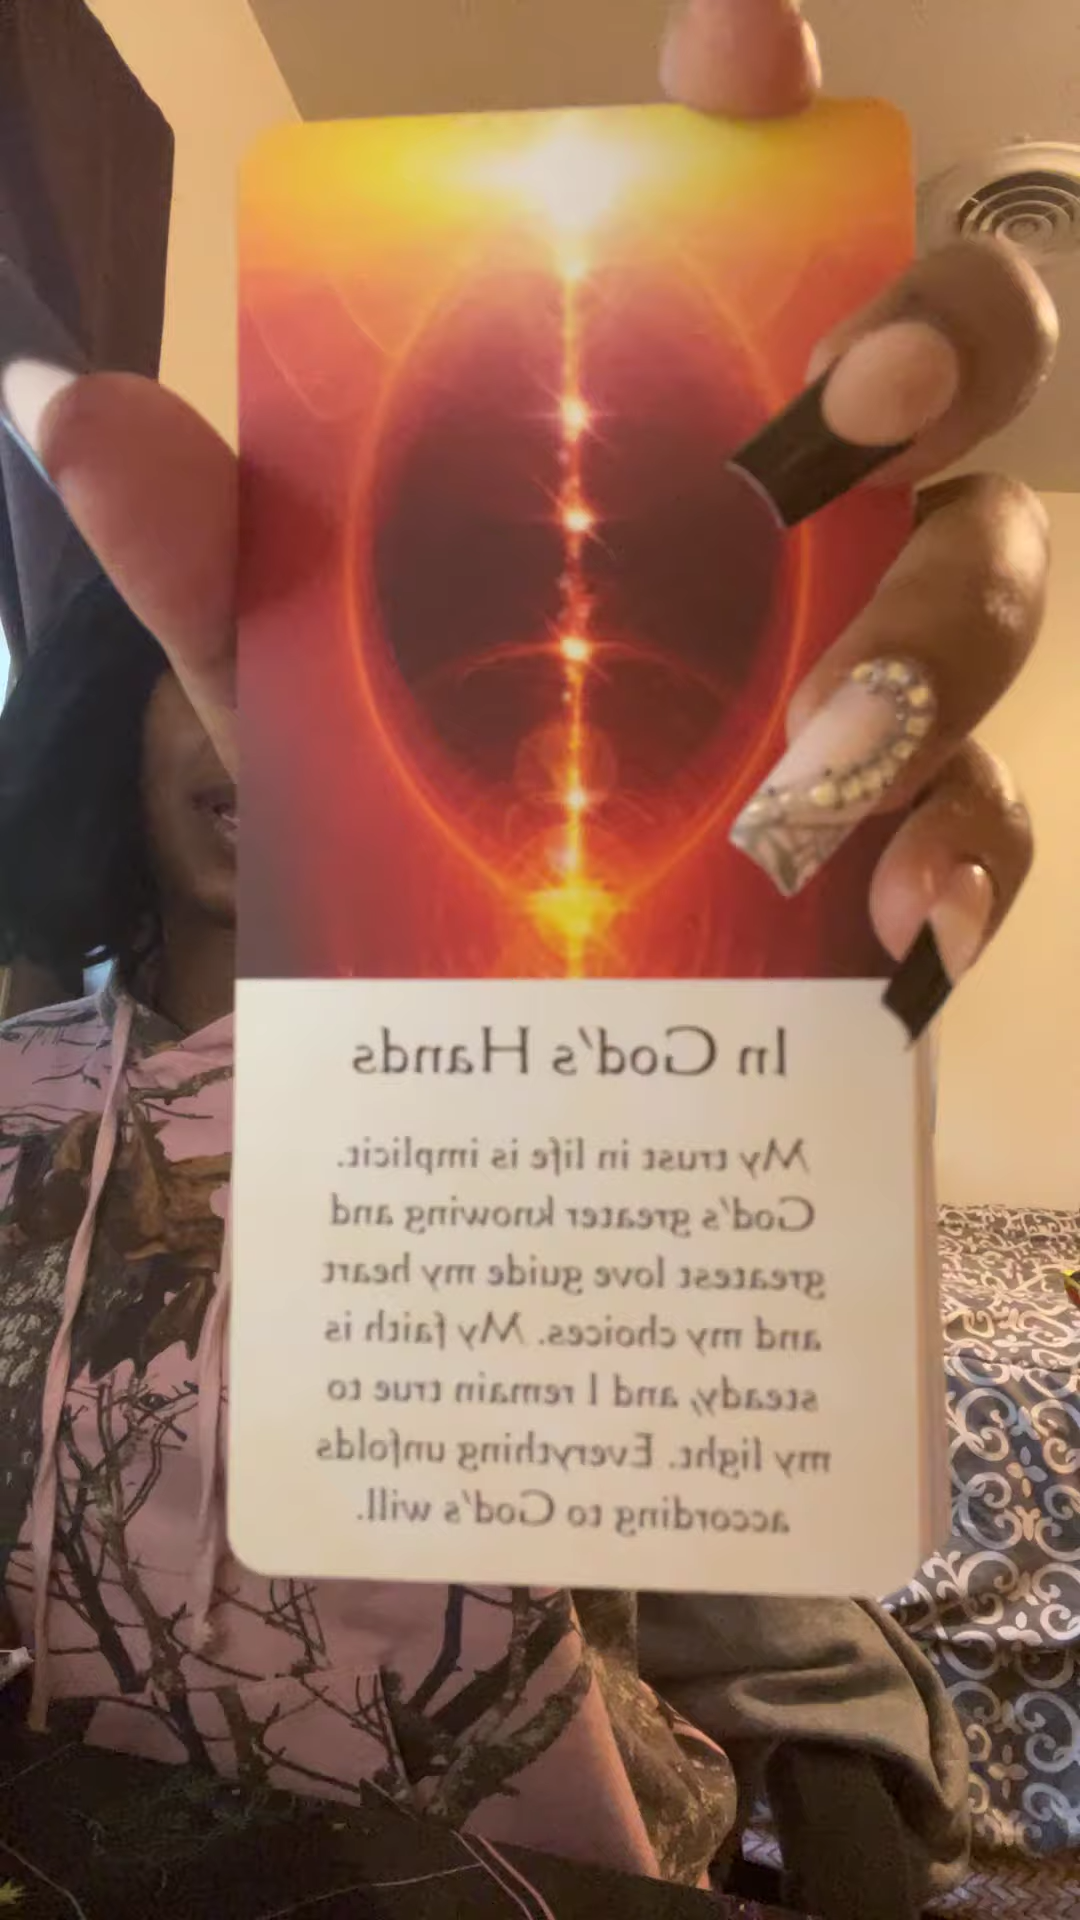 In God's Hands
My trust in life is implicit.
God's greater knowing and
greatest love guide my heart
and my choices. My faith is
steady, and I remain true to
my light. Everything unfolds
according to God's will.